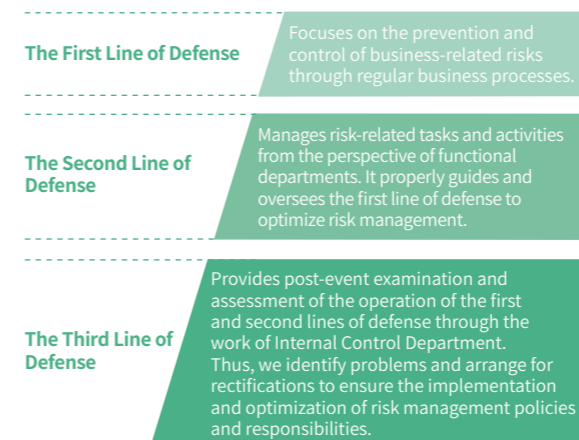 The First Line of Defense
Focuses on the prevention and
control of business-related risks
through regular business processes.
The Second Line of
Defense
Manages risk-related tasks and activities
from the perspective of functional
departments. It properly guides and
oversees the first line of defense to
optimize risk management.
The Third Line of
Defense
Provides post-event examination and
assessment of the operation of the first
and second lines of defense through the
work of Internal Control Department.
Thus, we identify problems and arrange for
rectifications to ensure the implementation
and optimization of risk management policies
and responsibilities.